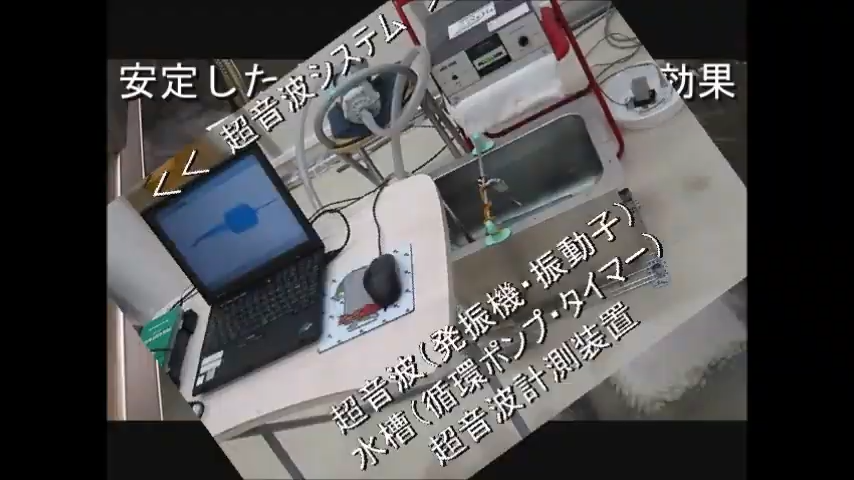 安定した
効果
<< 超音波システム
超音波(発振機・振動子)
水槽(循環ポンプ・タイマー)
超音波計測装置